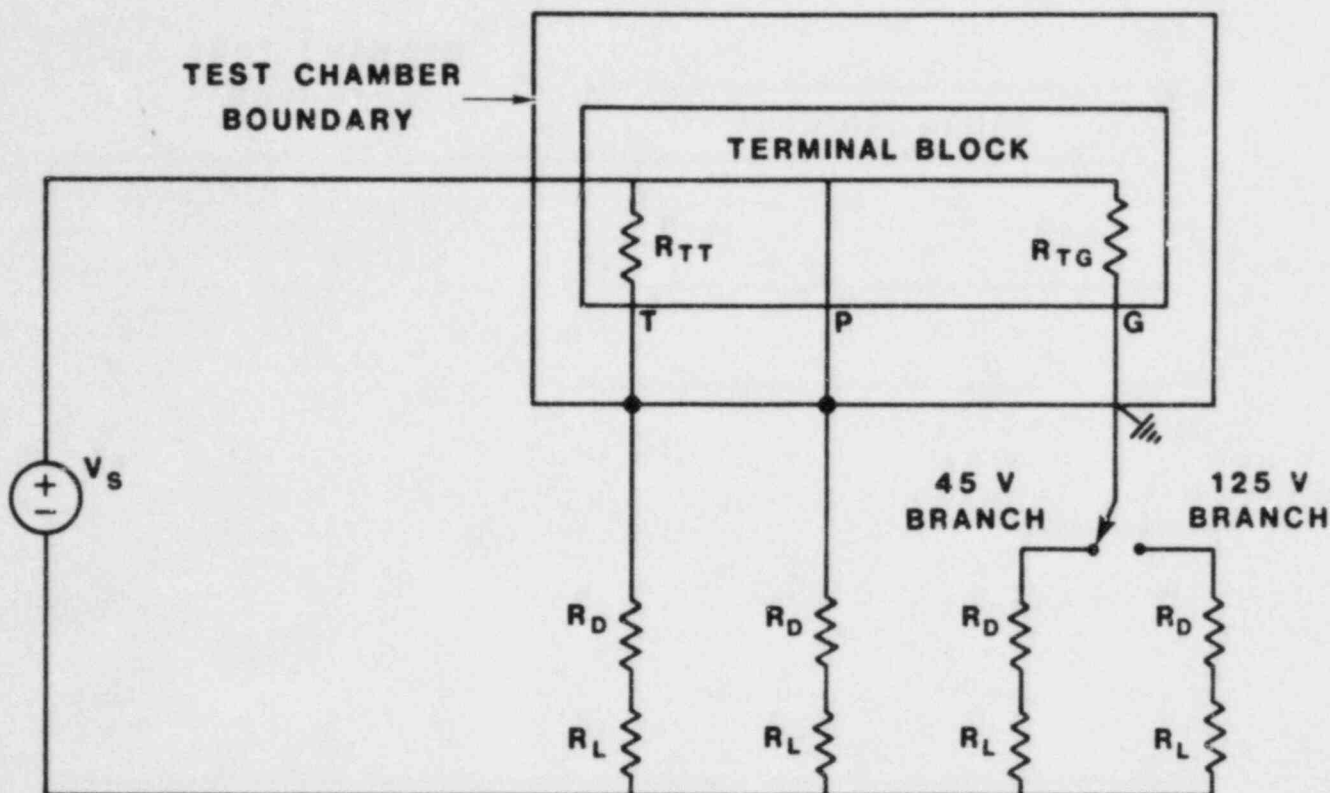 TEST CHAMBER
BOUNDARY
TERMINAL BLOCK
R_TT
R_TG
T
P
G
+
−
V_S
45 V
BRANCH
125 V
BRANCH
R_D
R_D
R_D
R_D
R_L
R_L
R_L
R_L